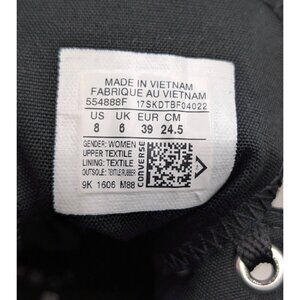 MADE IN VIETNAM
FABRIQUE AU VIETNAM
554888F 17SKDTBF04022
US UK EUR CM
8 6 39 24.5
GENDER: WOMEN
UPPER: TEXTILE
LINING: TEXTILE
OUTSOLE: TEXTILE RUBBER
9K 1606 M88
CONVERSE